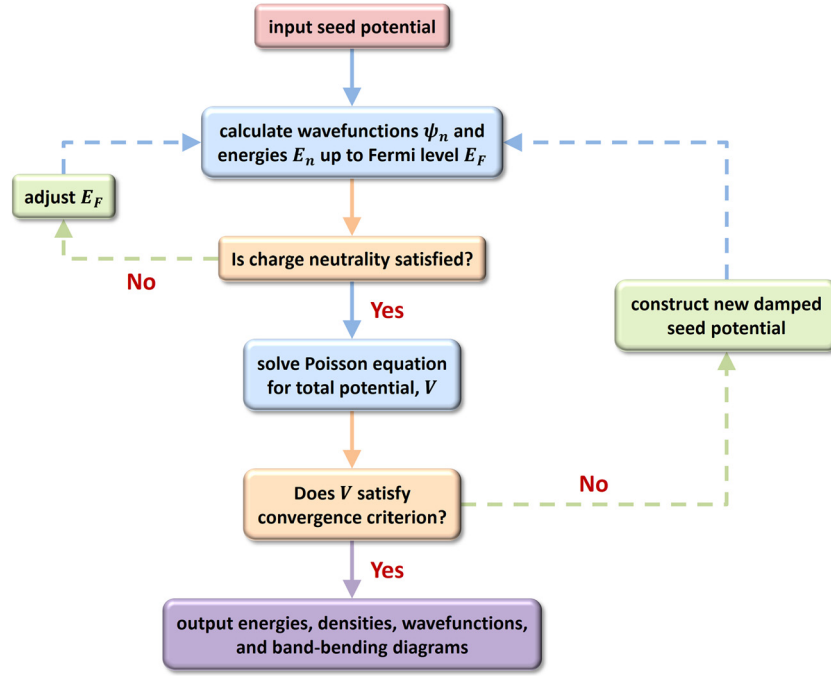 input seed potential
calculate wavefunctions ψn and
energies En up to Fermi level EF
adjust EF
Is charge neutrality satisfied?
No
Yes
construct new damped
seed potential
solve Poisson equation
for total potential, V
Does V satisfy
convergence criterion?
No
Yes
output energies, densities, wavefunctions,
and band-bending diagrams